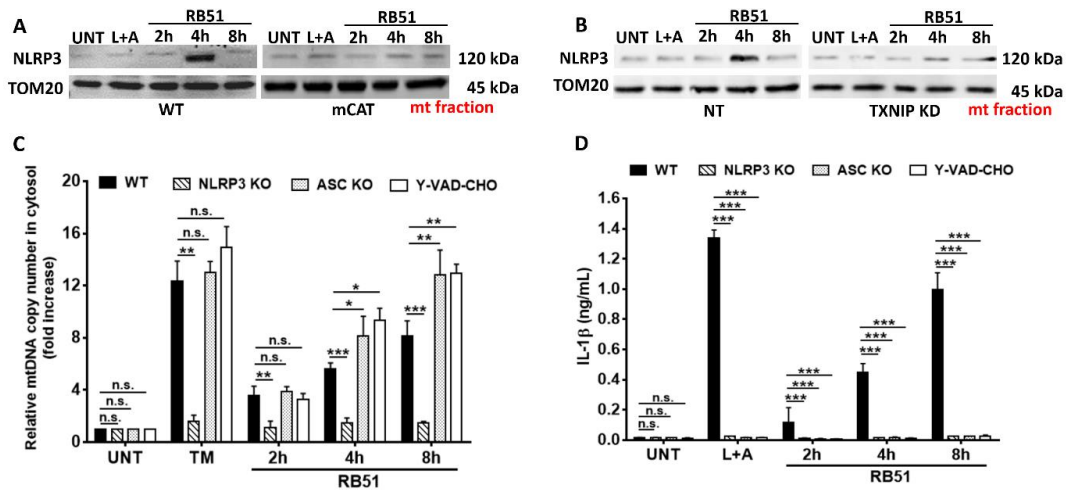 A
RB51
UNT L+A 2h 4h 8h UNT L+A 2h 4h 8h
NLRP3 120 kDa
TOM20 45 kDa
WT mCAT mt fraction
B
RB51 RB51
UNT L+A 2h 4h 8h UNT L+A 2h 4h 8h
NLRP3 120 kDa
TOM20 45 kDa
NT TXNIP KD mt fraction
C
WT NLRP3 KO ASC KO Y-VAD-CHO
Relative mtDNA copy number in cytosol
(fold increase)
20
16
12
8
4
0
n.s.
n.s.
n.s.
n.s.
n.s.
**
n.s.
n.s.
**
*
*
***
**
**
***
UNT TM 2h 4h 8h
RB51
D
WT NLRP3 KO ASC KO Y-VAD-CHO
IL-1β (ng/mL)
1.6
1.4
1.2
1.0
0.8
0.6
0.4
0.2
0.0
n.s.
n.s.
n.s.
***
***
***
***
***
***
***
***
***
***
***
***
UNT L+A 2h 4h 8h
RB51